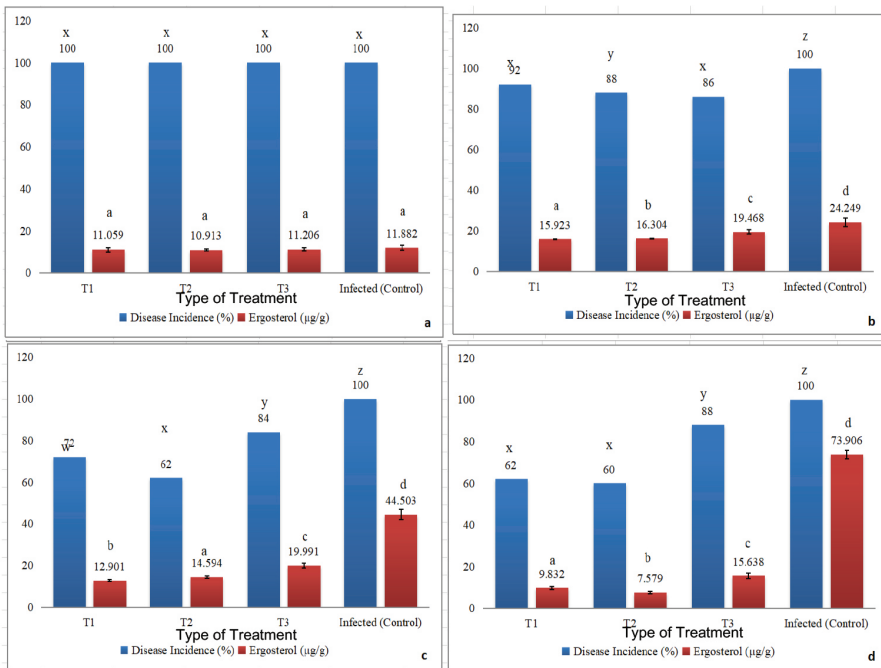 120
x x x x
100 100 100 100
100
80
60
40
a a a a
11.059 10.913 11.206 11.882
20
0
T1 T2 T3 Infected (Control)
Type of Treatment
Disease Incidence (%) Ergosterol (µg/g)
a
120
x y x z
92 88 86 100
100
80
60
40
a b c d
15.923 16.304 19.468 24.249
20
0
T1 T2 T3 Infected (Control)
Type of Treatment
Disease Incidence (%) Ergosterol (µg/g)
b
120
w x y z
72 62 84 100
100
80
60
40
b a c d
12.901 14.594 19.991 44.503
20
0
T1 T2 T3 Infected (Control)
Type of Treatment
Disease Incidence (%) Ergosterol (µg/g)
c
120
x x y z
62 60 88 100
100
80
60
40
a b c d
9.832 7.579 15.638 73.906
20
0
T1 T2 T3 Infected (Control)
Type of Treatment
Disease Incidence (%) Ergosterol (µg/g)
d